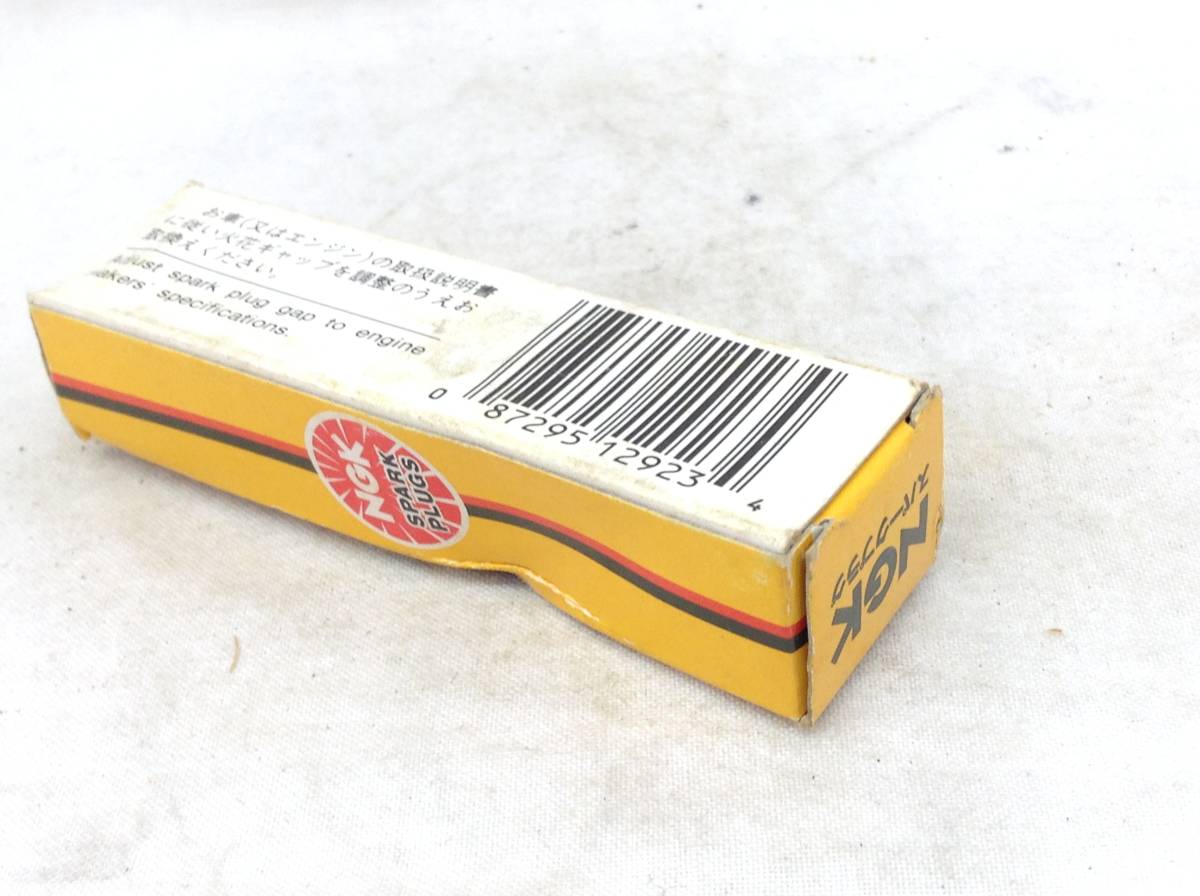 お車(又はエンジン)の取扱説明書
に従い火花ギャップを調整のうえお
取換えください。
Adjust spark plug gap to engine
makers' specifications.
0 87295 12923 4
NGK
SPARK
PLUGS
NGK
スパークプラグ